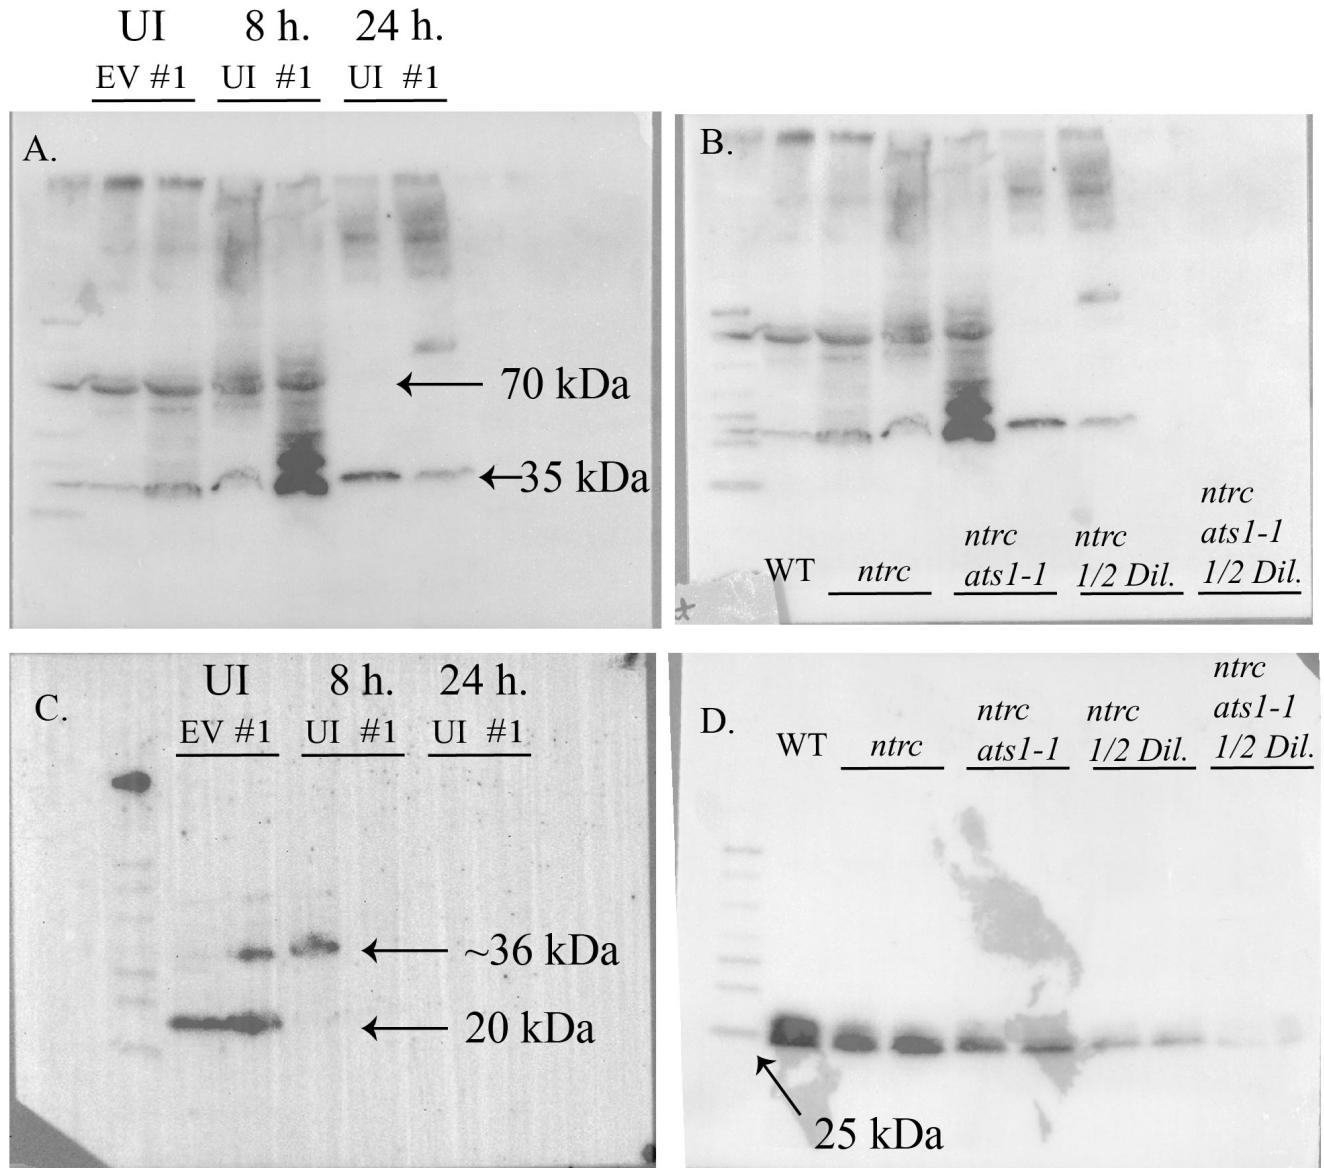 UI 8 h. 24 h.
EV #1 UI #1 UI #1
A.
70 kDa
35 kDa
B.
WT ntrc ntrc ats1-1 ntrc 1/2 Dil. ntrc ats1-1 1/2 Dil.
UI 8 h. 24 h.
C.
EV #1 UI #1 UI #1
~36 kDa
20 kDa
D.
WT ntrc ntrc ats1-1 ntrc 1/2 Dil. ntrc ats1-1 1/2 Dil.
25 kDa